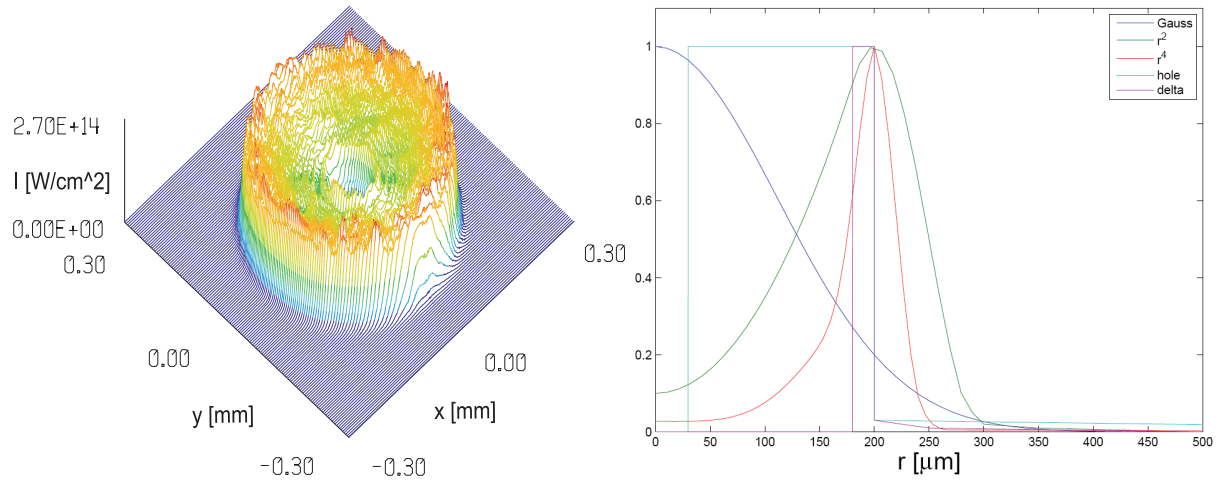 2.70E+14
I [W/cm^2]
0.00E+00
0.30
0.00
y [mm]
-0.30
-0.30
x [mm]
0.00
0.30
1
0.8
0.6
0.4
0.2
0
0 50 100 150 200 250 300 350 400 450 500
r [μm]
Gauss
r²
r⁴
hole
delta